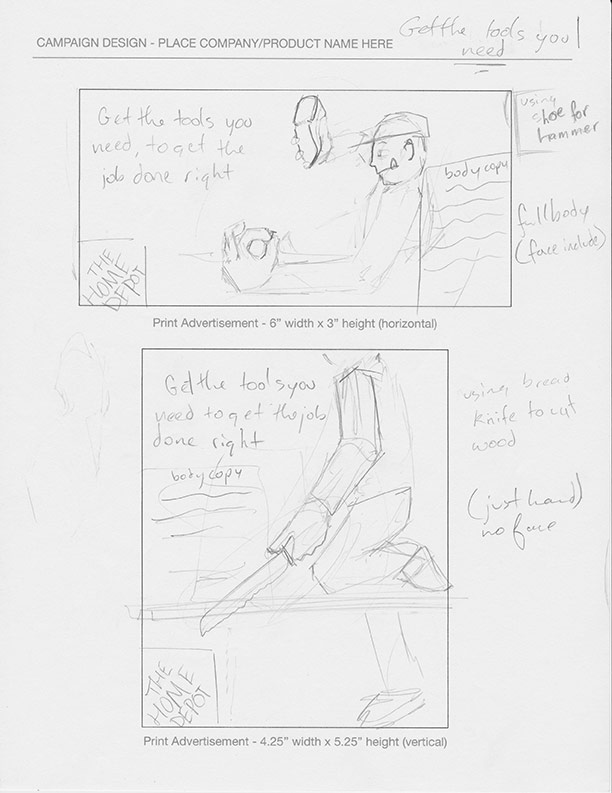 CAMPAIGN DESIGN - PLACE COMPANY/PRODUCT NAME HERE
Get the tools you
need
Get the tools you
need, to get the
job done right
using
shoe for
hammer
body copy
full body
(face include)
THE
HOME
DEPOT
Print Advertisement - 6" width x 3" height (horizontal)
Get the tools you
need to get the job
done right
body copy
using bread
knife to cut
wood
(just hand)
no face
THE
HOME
DEPOT
Print Advertisement - 4.25" width x 5.25" height (vertical)